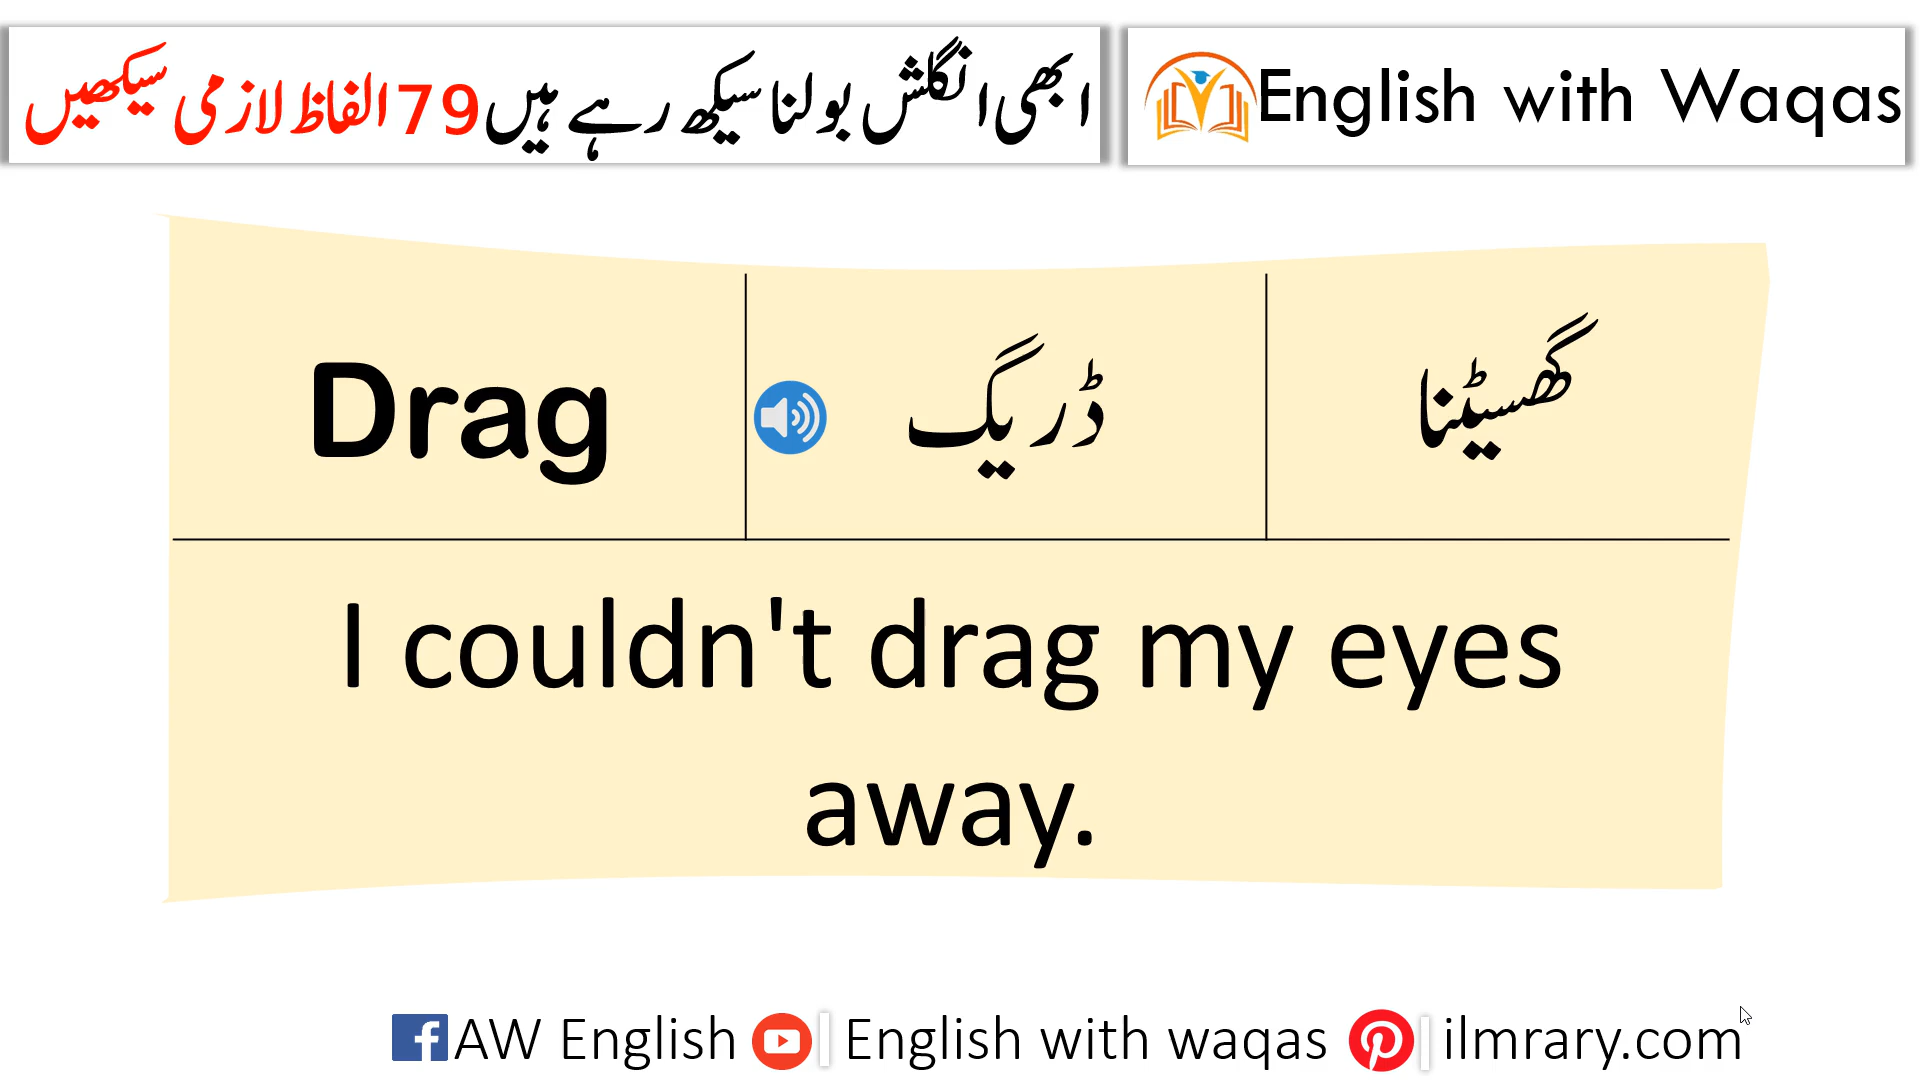 ابھی انگلش بولنا سیکھ رہے ہیں 79 الفاظ لازمی سیکھیں
English with Waqas
Drag
ڈریگ
گھسیٹنا
I couldn't drag my eyes
away.
AW English | English with waqas | ilmrary.com